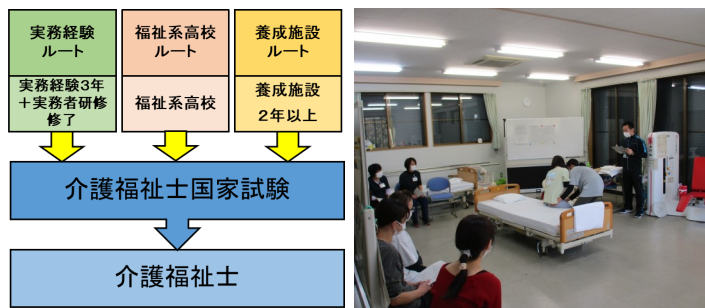 実務経験
ルート
実務経験3年
＋実務者研修
修了
福祉系高校
ルート
福祉系高校
養成施設
ルート
養成施設
２年以上
介護福祉士国家試験
介護福祉士